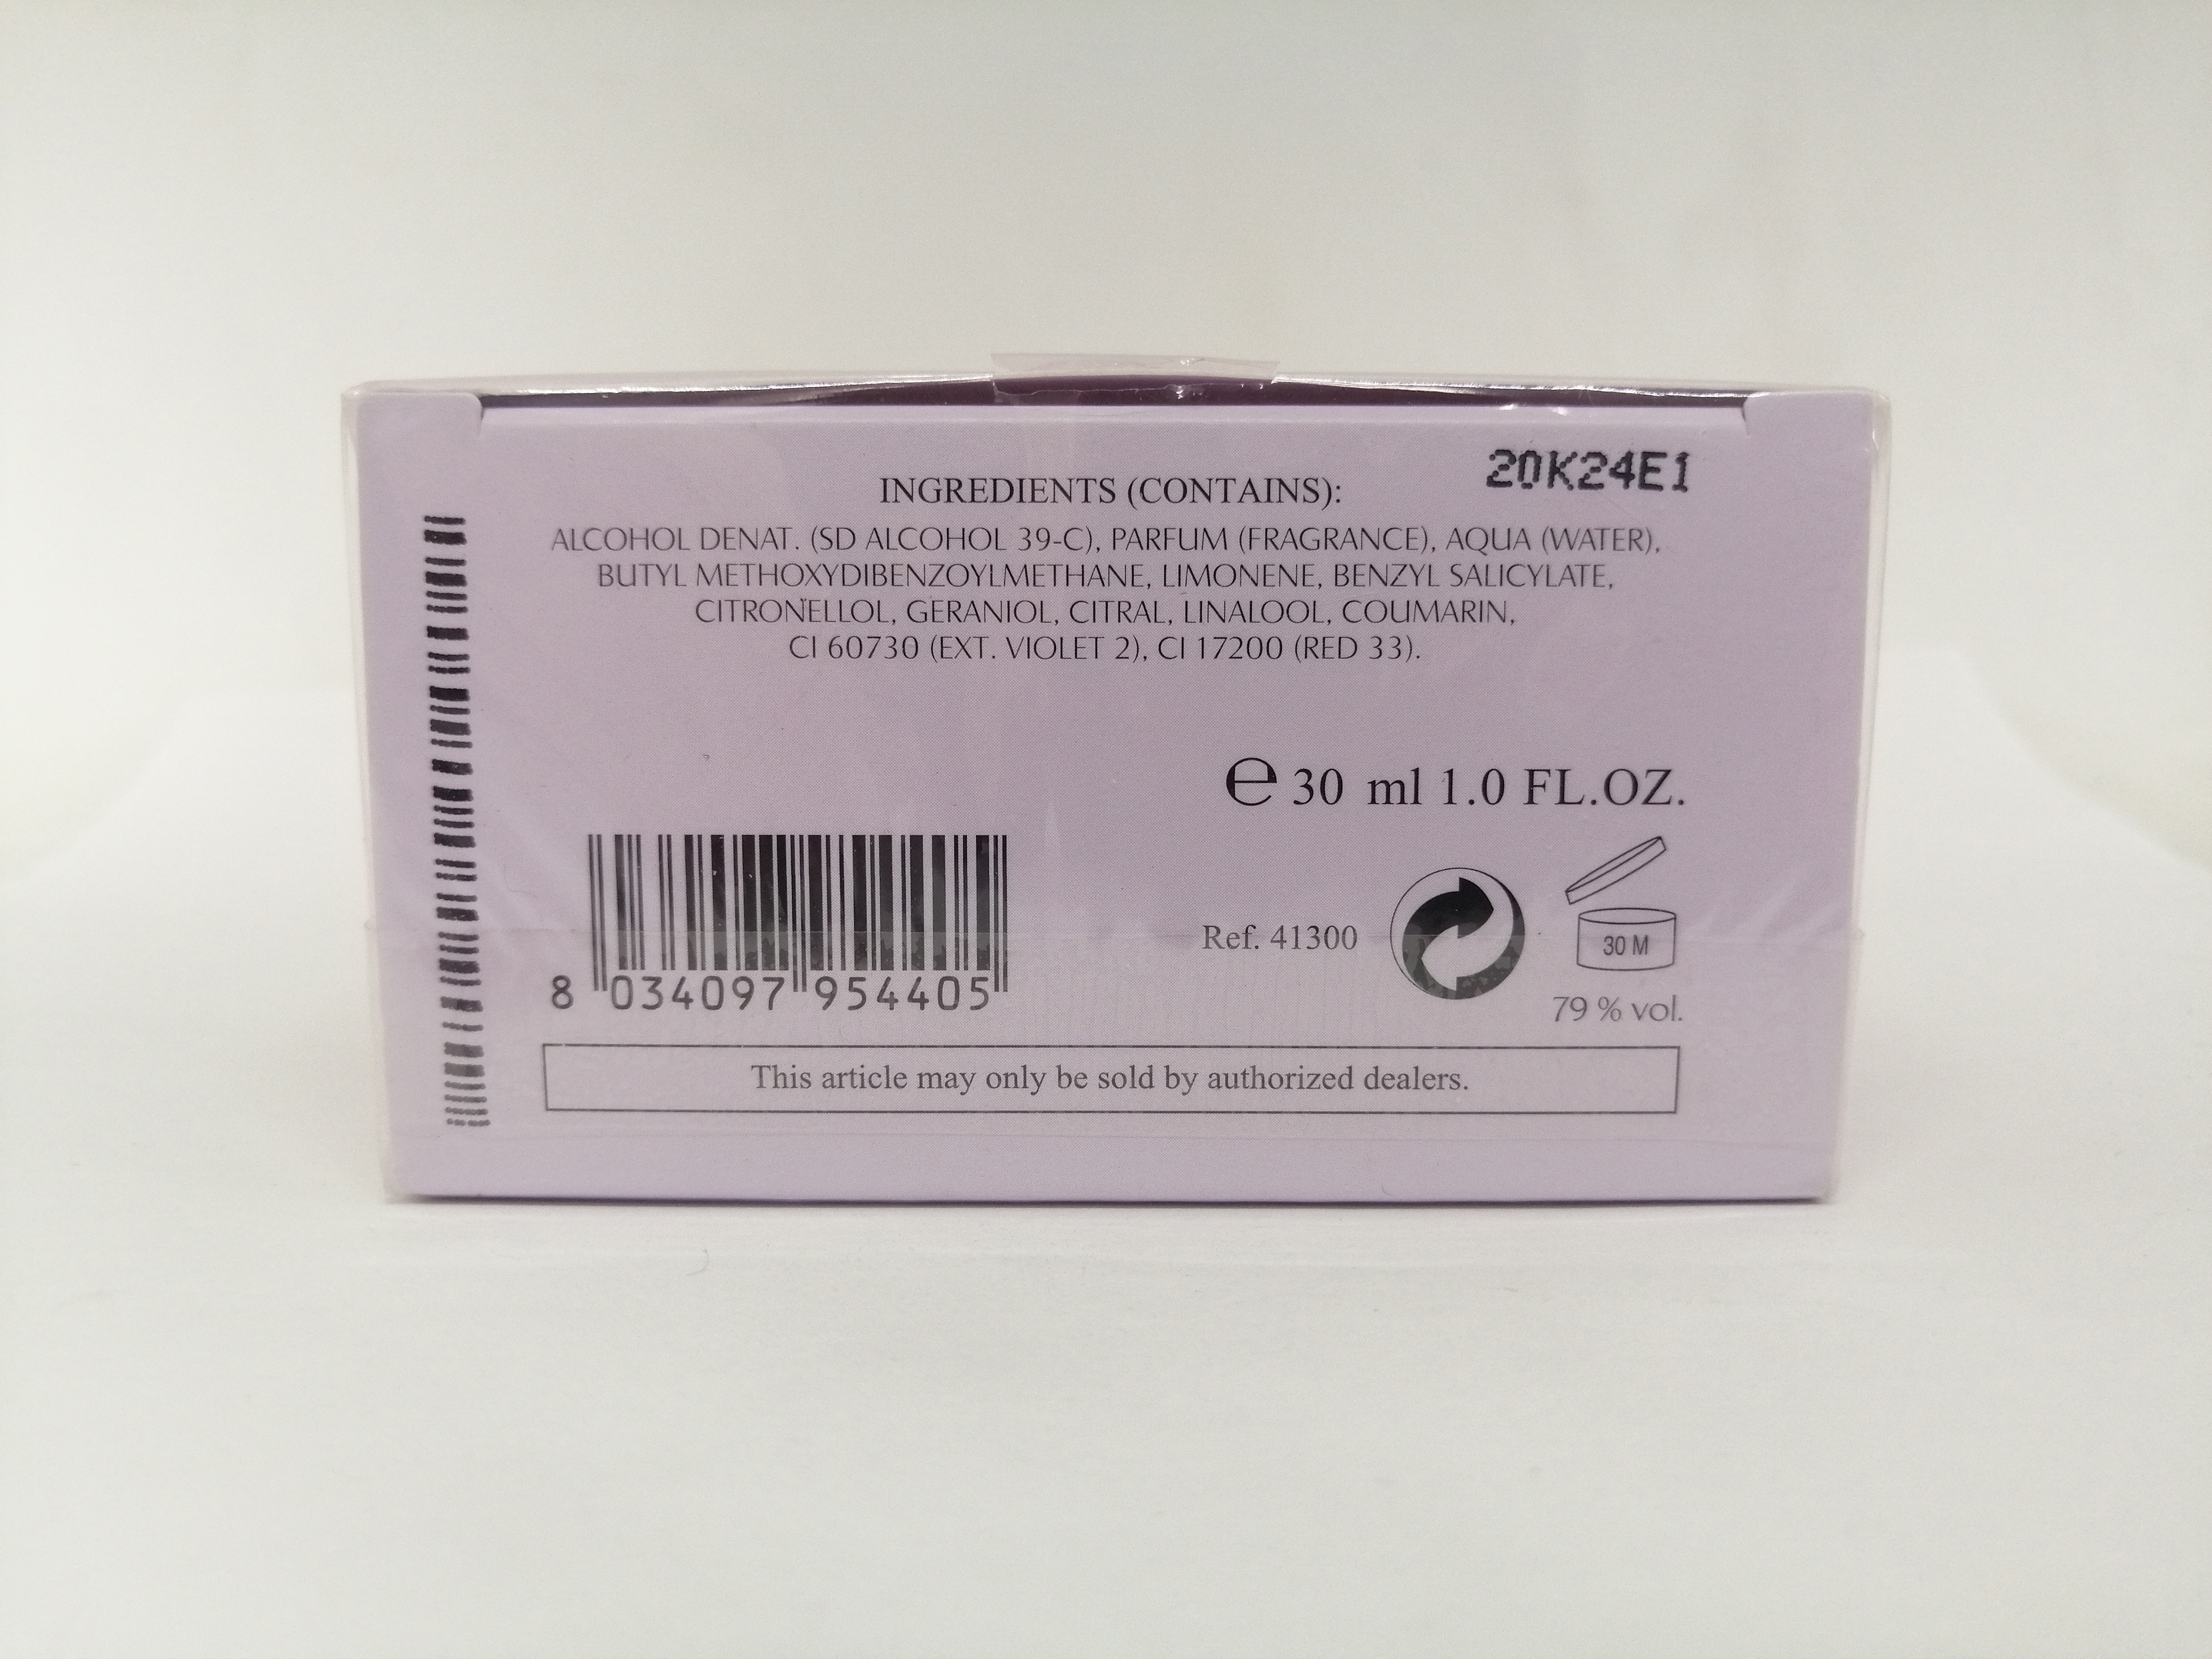 20K24E1
INGREDIENTS (CONTAINS):
ALCOHOL DENAT. (SD ALCOHOL 39-C), PARFUM (FRAGRANCE), AQUA (WATER),
BUTYL METHOXYDIBENZOYLMETHANE, LIMONENE, BENZYL SALICYLATE,
CITRONELLOL, GERANIOL, CITRAL, LINALOOL, COUMARIN,
CI 60730 (EXT. VIOLET 2), CI 17200 (RED 33).
℮ 30 ml 1.0 FL.OZ.
Ref. 41300
30 M
79 % vol.
8 034097 954405
This article may only be sold by authorized dealers.